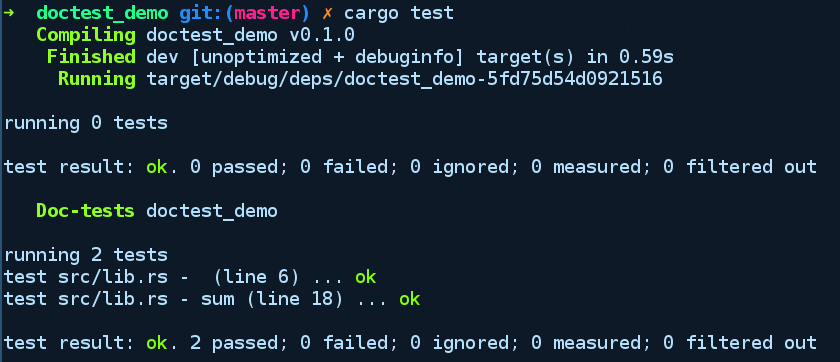 ➜  doctest_demo git:(master) ✗ cargo test
   Compiling doctest_demo v0.1.0
    Finished dev [unoptimized + debuginfo] target(s) in 0.59s
     Running target/debug/deps/doctest_demo-5fd75d54d0921516

running 0 tests

test result: ok. 0 passed; 0 failed; 0 ignored; 0 measured; 0 filtered out

   Doc-tests doctest_demo

running 2 tests
test src/lib.rs -  (line 6) ... ok
test src/lib.rs - sum (line 18) ... ok

test result: ok. 2 passed; 0 failed; 0 ignored; 0 measured; 0 filtered out